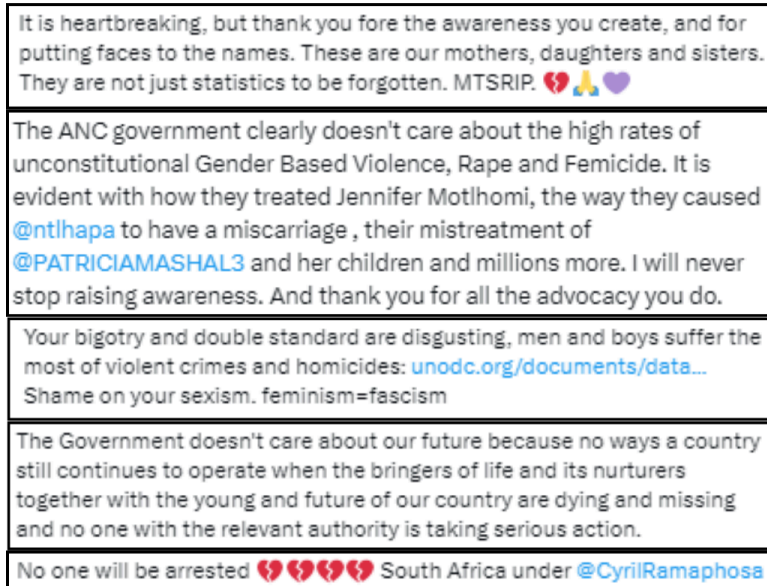 It is heartbreaking, but thank you fore the awareness you create, and for
putting faces to the names. These are our mothers, daughters and sisters.
They are not just statistics to be forgotten. MTSRIP. 💔🙏💜
The ANC government clearly doesn't care about the high rates of
unconstitutional Gender Based Violence, Rape and Femicide. It is
evident with how they treated Jennifer Motlhomi, the way they caused
@ntlhapa to have a miscarriage , their mistreatment of
@PATRICIAMASHAL3 and her children and millions more. I will never
stop raising awareness. And thank you for all the advocacy you do.
Your bigotry and double standard are disgusting, men and boys suffer the
most of violent crimes and homicides: unodc.org/documents/data...
Shame on your sexism. feminism=fascism
The Government doesn't care about our future because no ways a country
still continues to operate when the bringers of life and its nurturers
together with the young and future of our country are dying and missing
and no one with the relevant authority is taking serious action.
No one will be arrested 💔💔💔💔 South Africa under @CyrilRamaphosa